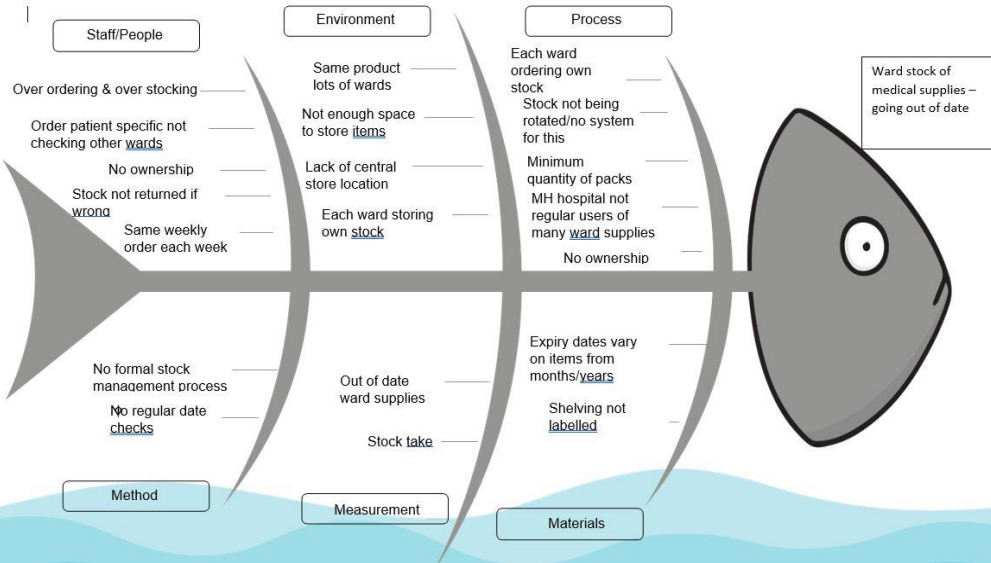 Staff/People
Over ordering & over stocking
Order patient specific not
checking other wards
No ownership
Stock not returned if
wrong
Same weekly
order each week
Environment
Same product
lots of wards
Not enough space
to store items
Lack of central
store location
Each ward storing
own stock
Process
Each ward
ordering own
stock
Stock not being
rotated/no system
for this
Minimum
quantity of packs
MH hospital not
regular users of
many ward supplies
No ownership
Ward stock of
medical supplies –
going out of date
No formal stock
management process
No regular date
checks
Method
Out of date
ward supplies
Stock take
Measurement
Expiry dates vary
on items from
months/years
Shelving not
labelled
Materials